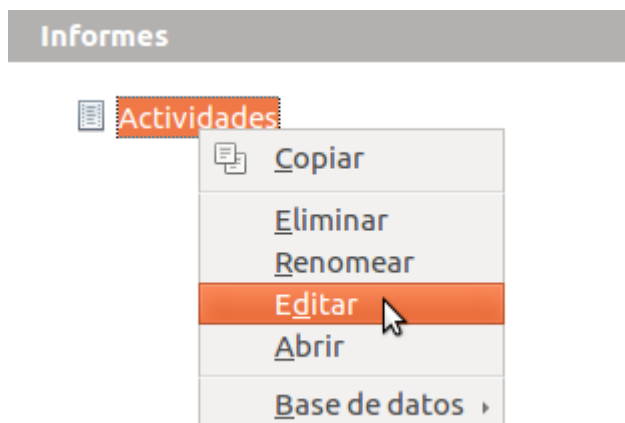 Informes
Actividades
Copiar
Eliminar
Renomear
Editar
Abrir
Base de datos